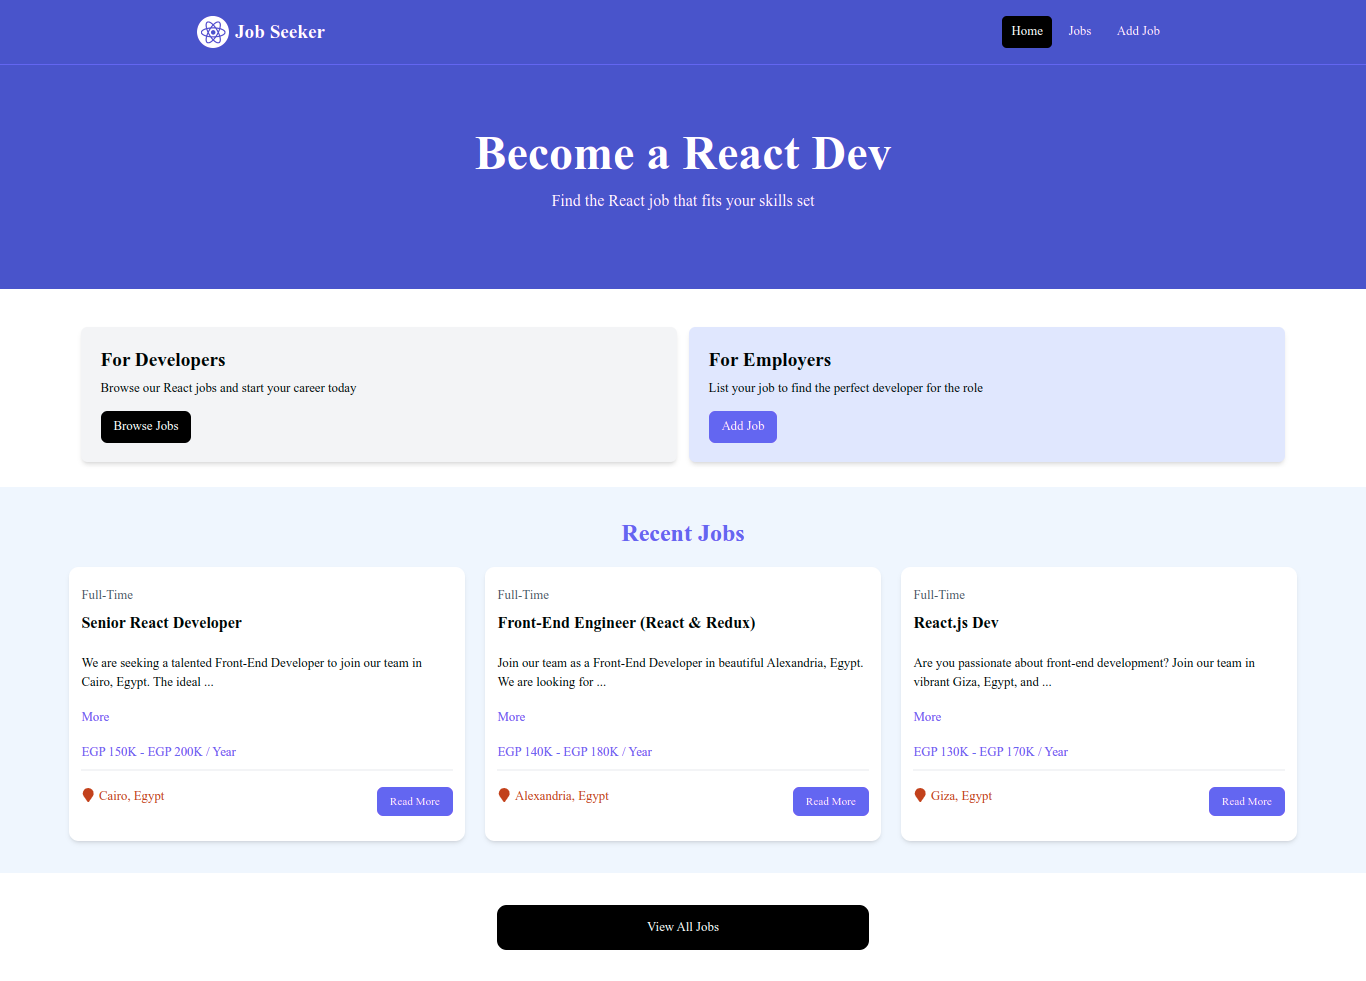 Job Seeker
Home
Jobs
Add Job
Become a React Dev
Find the React job that fits your skills set
For Developers
Browse our React jobs and start your career today
Browse Jobs
For Employers
List your job to find the perfect developer for the role
Add Job
Recent Jobs
Full-Time
Senior React Developer
We are seeking a talented Front-End Developer to join our team in
Cairo, Egypt. The ideal ...
More
EGP 150K - EGP 200K / Year
Cairo, Egypt
Read More
Full-Time
Front-End Engineer (React & Redux)
Join our team as a Front-End Developer in beautiful Alexandria, Egypt.
We are looking for ...
More
EGP 140K - EGP 180K / Year
Alexandria, Egypt
Read More
Full-Time
React.js Dev
Are you passionate about front-end development? Join our team in
vibrant Giza, Egypt, and ...
More
EGP 130K - EGP 170K / Year
Giza, Egypt
Read More
View All Jobs